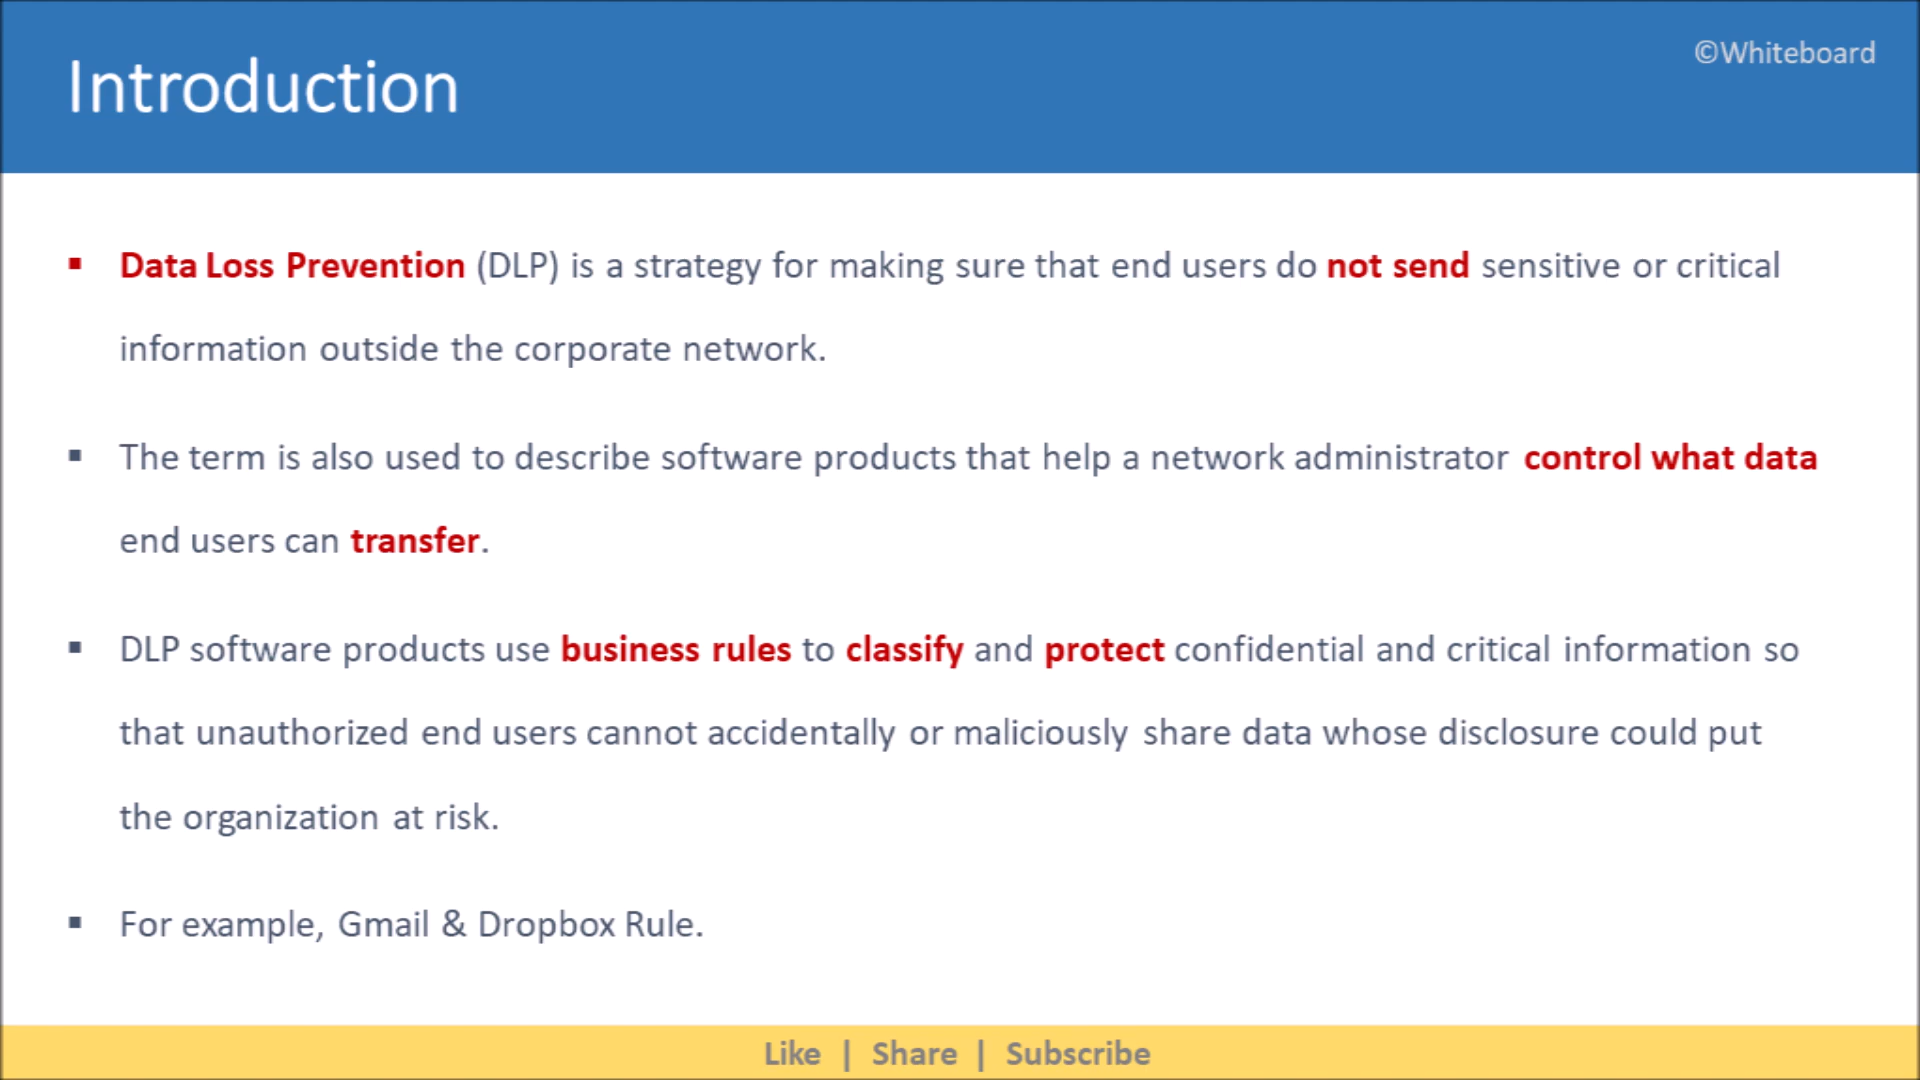 Introduction
©Whiteboard
▪ Data Loss Prevention (DLP) is a strategy for making sure that end users do not send sensitive or critical
information outside the corporate network.
▪ The term is also used to describe software products that help a network administrator control what data
end users can transfer.
▪ DLP software products use business rules to classify and protect confidential and critical information so
that unauthorized end users cannot accidentally or maliciously share data whose disclosure could put
the organization at risk.
▪ For example, Gmail & Dropbox Rule.
Like | Share | Subscribe